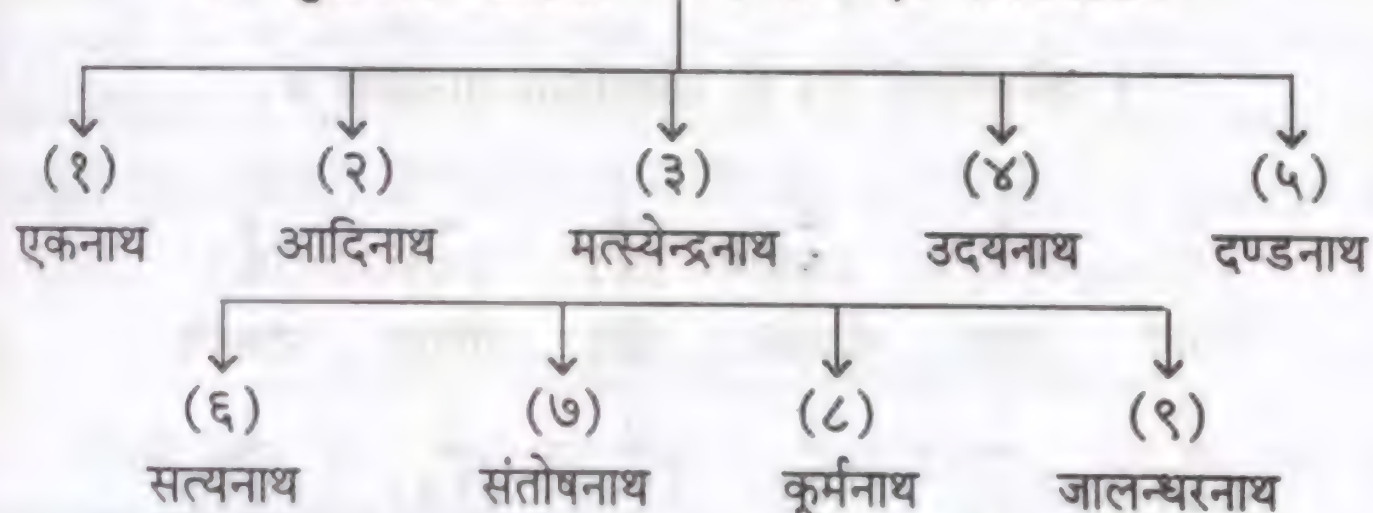 (१) (२) (३) (४) (५)
एकनाथ आदिनाथ मत्स्येन्द्रनाथ उदयनाथ दण्डनाथ
(६) (७) (८) (९)
सत्यनाथ संतोषनाथ कूर्मनाथ जालन्धरनाथ